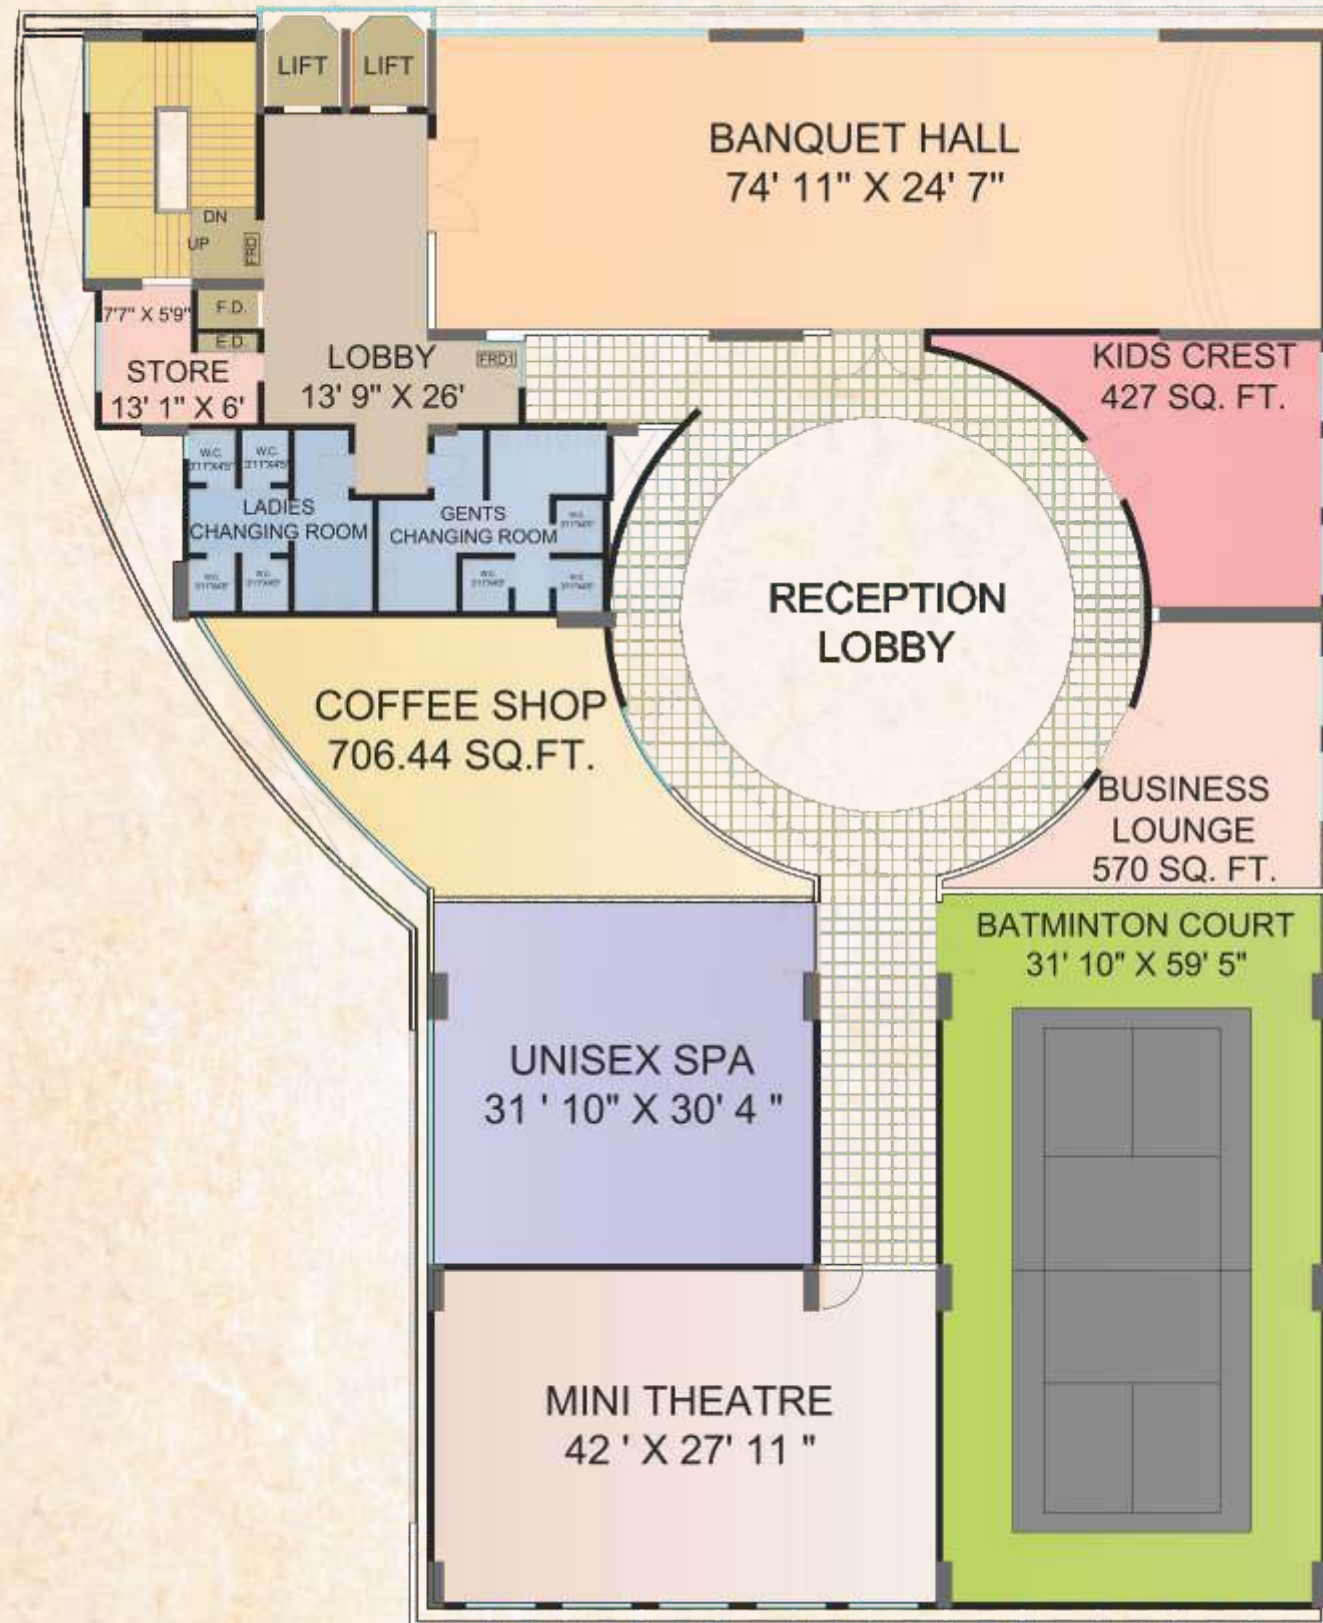 LIFT
LIFT
BANQUET HALL
74' 11" X 24' 7"
DN
UP
FRD
7'7" X 5'9"
F.D.
E.D.
STORE
13' 1" X 6'
LOBBY
13' 9" X 26'
FRD1
KIDS CREST
427 SQ. FT.
W.C.
W.C.
LADIES
CHANGING ROOM
W.C.
W.C.
GENTS
CHANGING ROOM
W.C.
W.C.
W.C.
RECEPTION
LOBBY
COFFEE SHOP
706.44 SQ.FT.
BUSINESS
LOUNGE
570 SQ. FT.
BATMINTON COURT
31' 10" X 59' 5"
UNISEX SPA
31 ' 10" X 30' 4 "
MINI THEATRE
42 ' X 27' 11 "